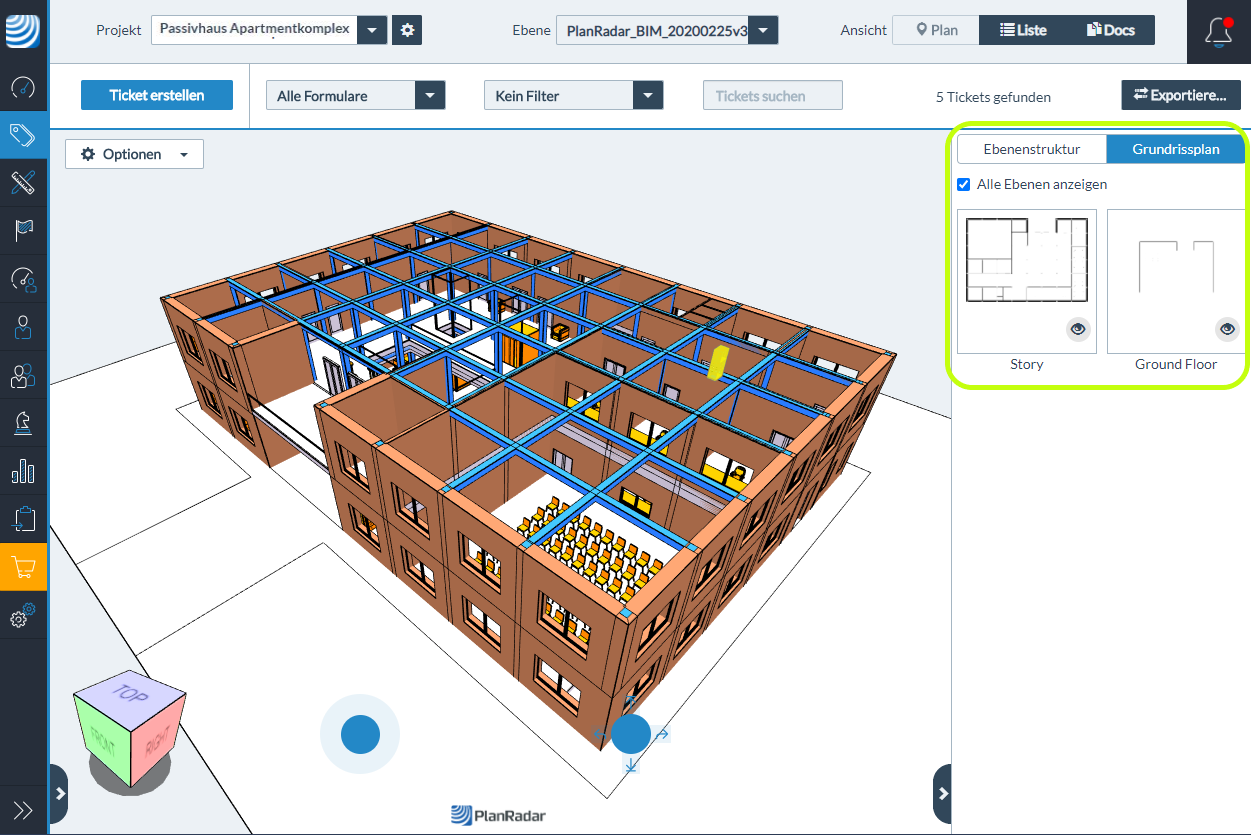 Projekt
Passivhaus Apartmentkomplex
Ebene
PlanRadar_BIM_20200225v3
Ansicht
Plan
Liste
Docs
Ticket erstellen
Alle Formulare
Kein Filter
Tickets suchen
5 Tickets gefunden
Exportiere...
Optionen
Ebenenstruktur
Grundrissplan
Alle Ebenen anzeigen
Story
Ground Floor
TOP
FRONT
RIGHT
PlanRadar